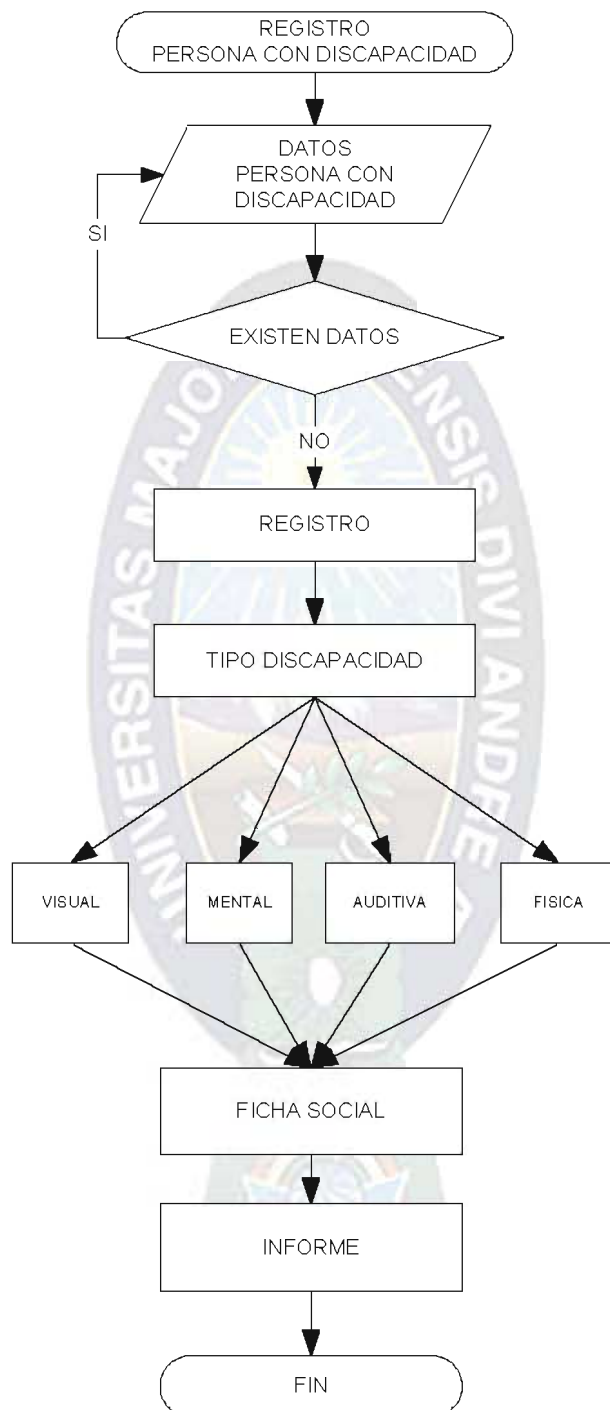 REGISTRO
PERSONA CON DISCAPACIDAD
DATOS
PERSONA CON
DISCAPACIDAD
SI
EXISTEN DATOS
NO
REGISTRO
TIPO DISCAPACIDAD
VISUAL
MENTAL
AUDITIVA
FISICA
FICHA SOCIAL
INFORME
FIN